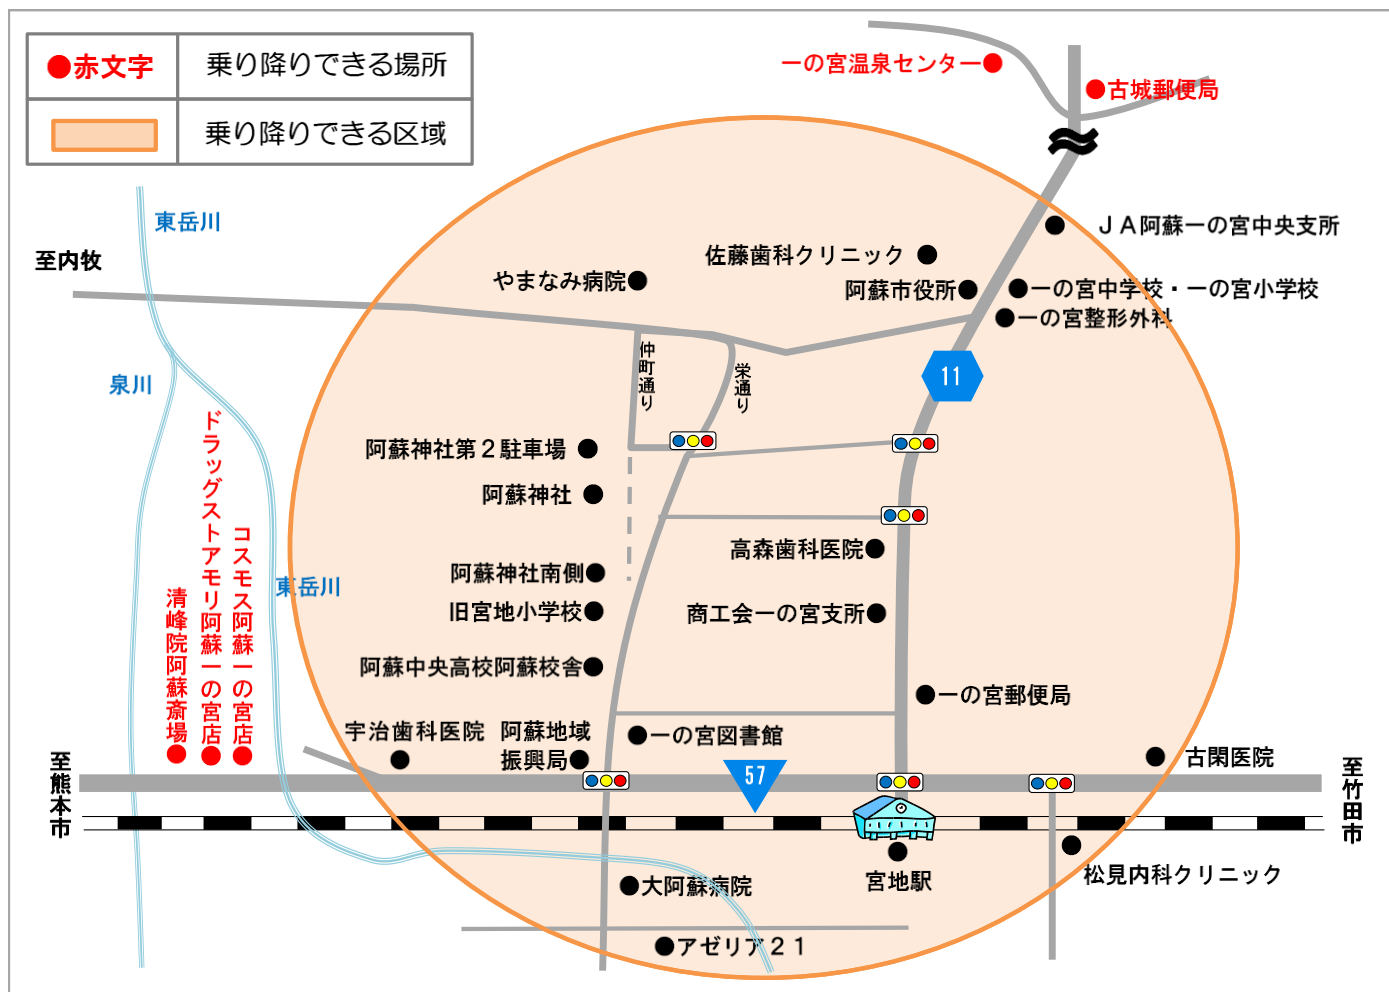 ●赤文字
乗り降りできる場所
乗り降りできる区域
一の宮温泉センター
古城郵便局
東岳川
至内牧
ＪＡ阿蘇一の宮中央支所
佐藤歯科クリニック
やまなみ病院
阿蘇市役所
一の宮中学校・一の宮小学校
一の宮整形外科
仲町通り
栄通り
11
泉川
ドラッグストアモリ阿蘇一の宮店
コスモス阿蘇一の宮店
清峰院阿蘇斎場
東岳川
阿蘇神社第２駐車場
阿蘇神社
高森歯科医院
阿蘇神社南側
旧宮地小学校
商工会一の宮支所
阿蘇中央高校阿蘇校舎
一の宮郵便局
宇治歯科医院
阿蘇地域
振興局
一の宮図書館
古閑医院
57
至熊本市
至竹田市
宮地駅
松見内科クリニック
大阿蘇病院
アゼリア２１